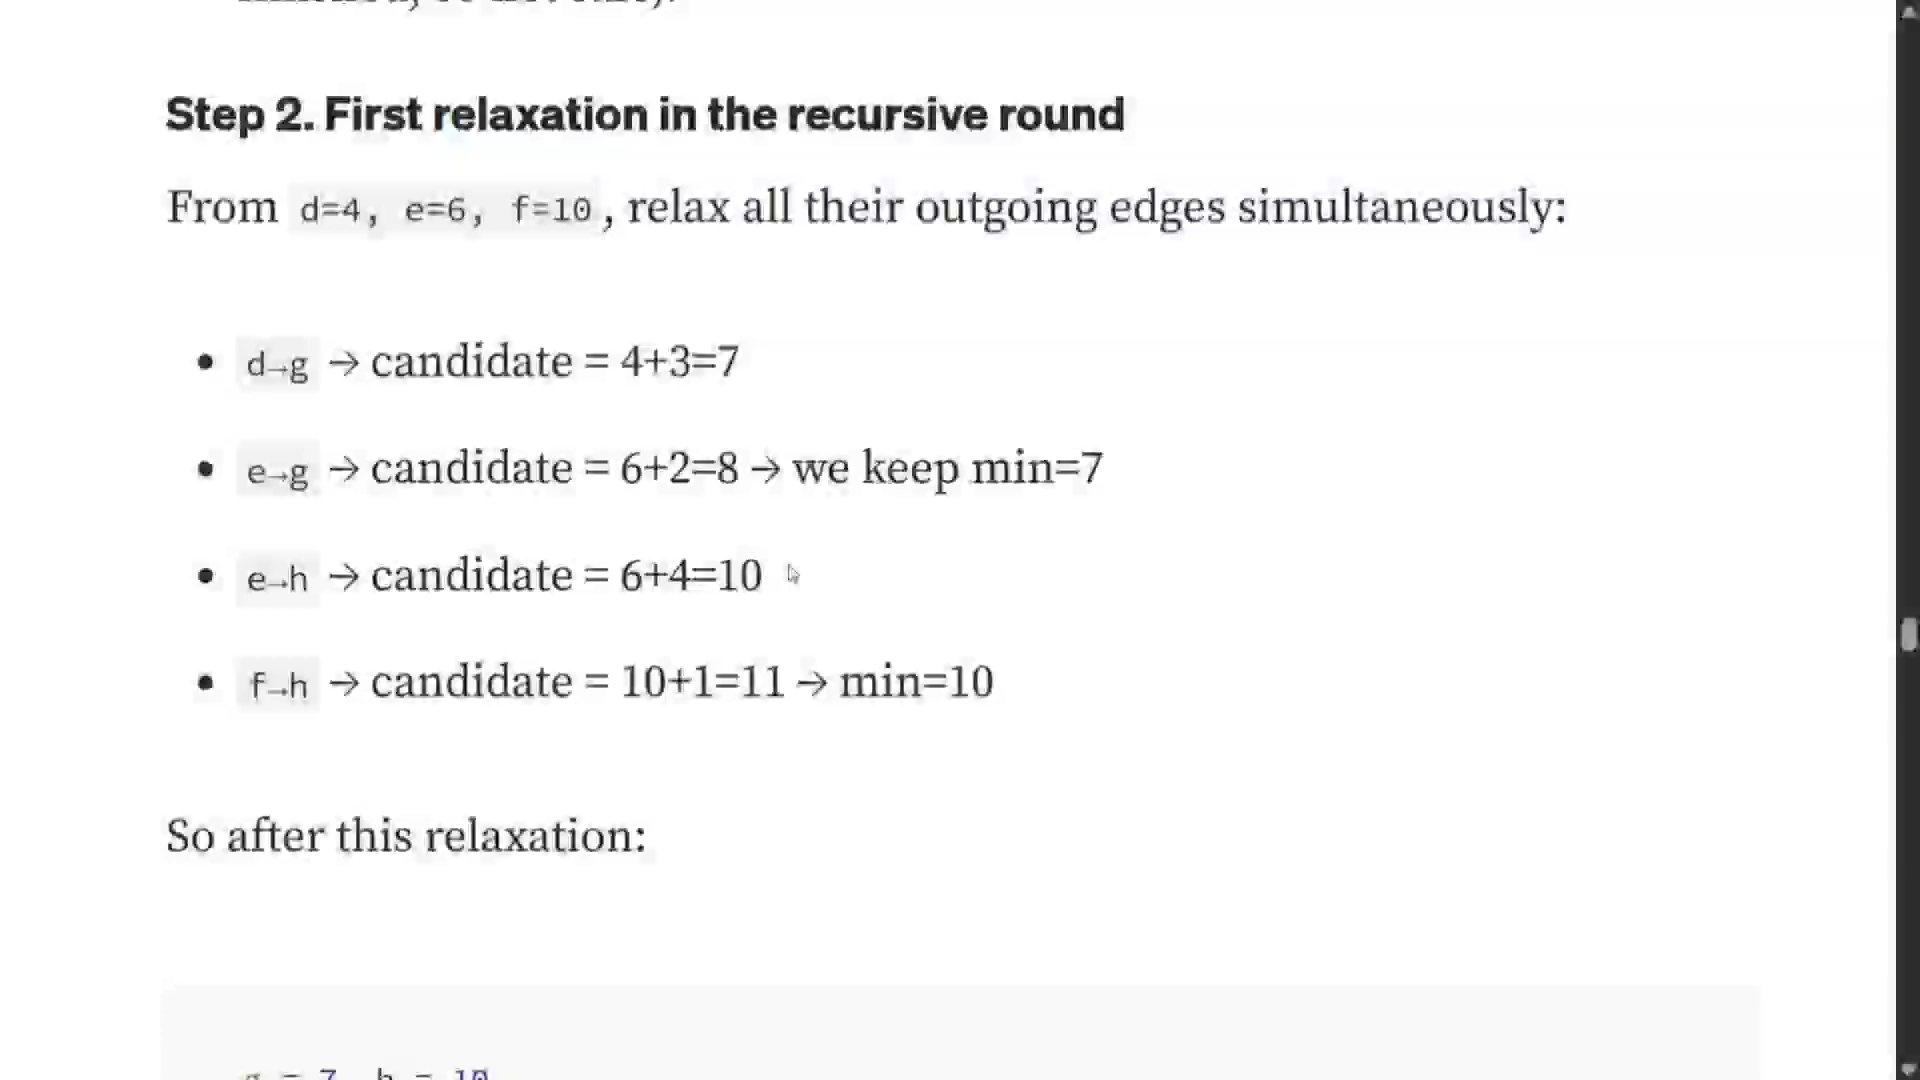 Step 2. First relaxation in the recursive round
From d=4, e=6, f=10, relax all their outgoing edges simultaneously:
• d→g → candidate = 4+3=7
• e→g → candidate = 6+2=8 → we keep min=7
• e→h → candidate = 6+4=10
• f→h → candidate = 10+1=11 → min=10
So after this relaxation:
g = 7, h = 10